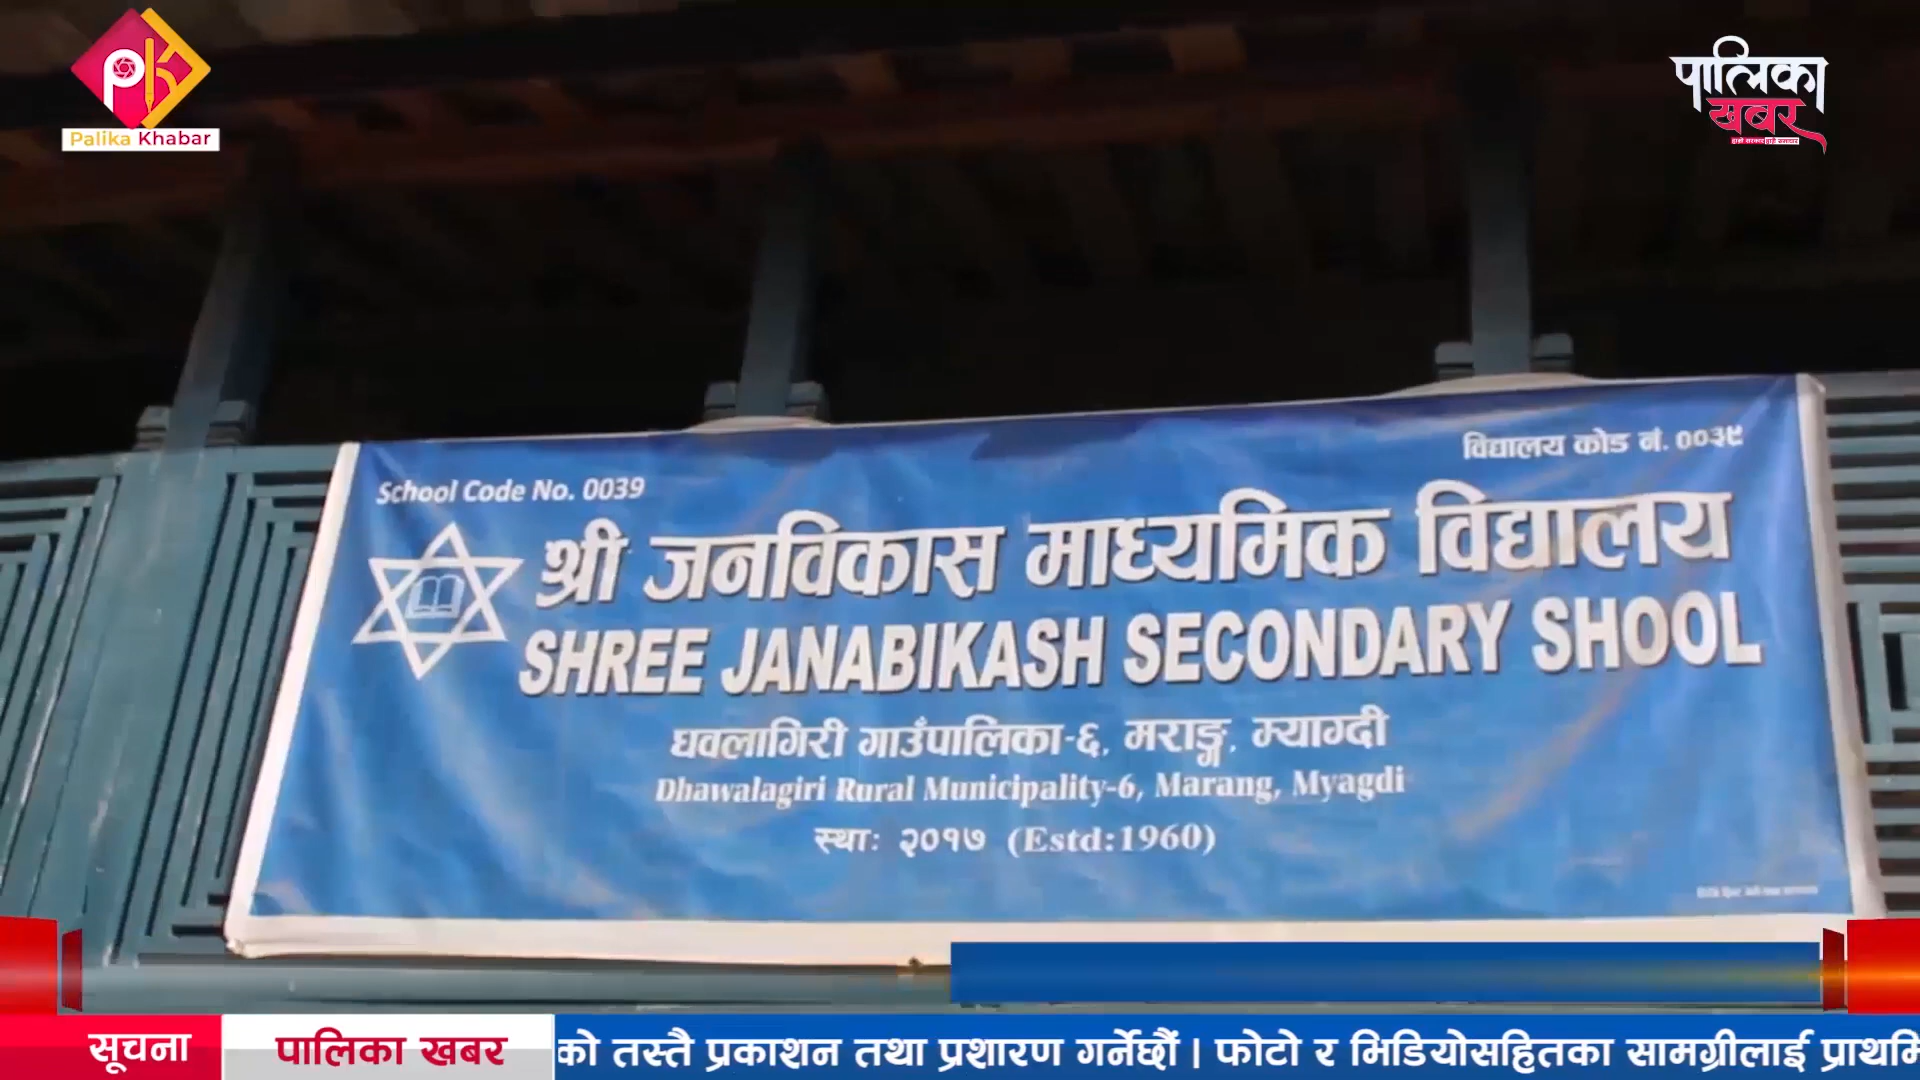 Palika Khabar
पालिका
खबर
School Code No. 0039
विद्यालय कोड नं. ००३९
श्री जनविकास माध्यमिक विद्यालय
SHREE JANABIKASH SECONDARY SHOOL
धवलागिरी गाउँपालिका-६, मराङ्ग, म्याग्दी
Dhawalagiri Rural Municipality-6, Marang, Myagdi
स्था: २०१७ (Estd:1960)
सूचना
पालिका खबर
को तस्तै प्रकाशन तथा प्रशारण गर्नेछौं | फोटो र भिडियोसहितका सामग्रीलाई